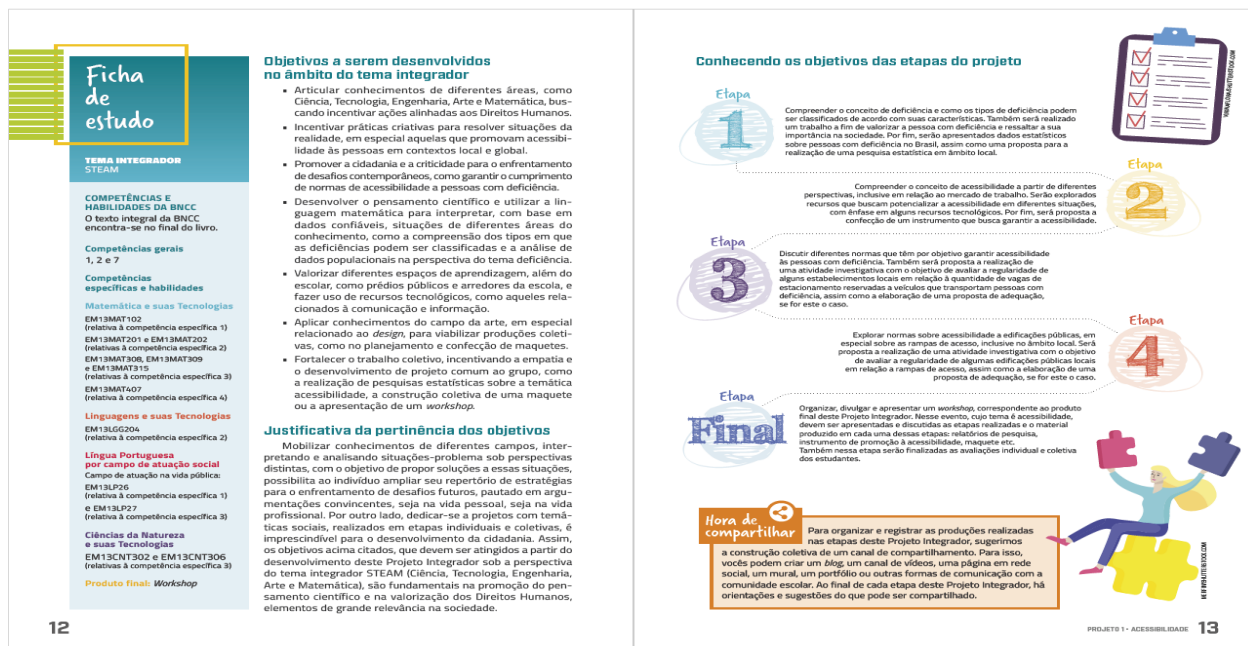 Ficha
de
estudo
TEMA INTEGRADOR
STEAM
COMPETÊNCIAS E
HABILIDADES DA BNCC
O texto integral da BNCC
encontra-se no final do livro.
Competências gerais
1, 2 e 7
Competências
específicas e habilidades
Matemática e suas Tecnologias
EM13MAT102
(relativa à competência específica 1)
EM13MAT201 e EM13MAT202
(relativas à competência específica 2)
EM13MAT308, EM13MAT309
e EM13MAT315
(relativas à competência específica 3)
EM13MAT407
(relativa à competência específica 4)
Linguagens e suas Tecnologias
EM13LGG204
(relativa à competência específica 2)
Língua Portuguesa
por campo de atuação social
Campo de atuação na vida pública:
EM13LP26
(relativa à competência específica 1)
e EM13LP27
(relativa à competência específica 3)
Ciências da Natureza
e suas Tecnologias
EM13CNT302 e EM13CNT306
(relativas à competência específica 3)
Produto final: Workshop
Objetivos a serem desenvolvidos
no âmbito do tema integrador
▪ Articular conhecimentos de diferentes áreas, como
Ciência, Tecnologia, Engenharia, Arte e Matemática, bus-
cando incentivar ações alinhadas aos Direitos Humanos.
▪ Incentivar práticas criativas para resolver situações da
realidade, em especial aquelas que promovam acessibi-
lidade às pessoas em contextos local e global.
▪ Promover a cidadania e a criticidade para o enfrentamento
de desafios contemporâneos, como garantir o cumprimento
de normas de acessibilidade a pessoas com deficiência.
▪ Desenvolver o pensamento científico e utilizar a lin-
guagem matemática para interpretar, com base em
dados confiáveis, situações de diferentes áreas do
conhecimento, como a compreensão dos tipos em que
as deficiências podem ser classificadas e a análise de
dados populacionais na perspectiva do tema deficiência.
▪ Valorizar diferentes espaços de aprendizagem, além do
escolar, como prédios públicos e arredores da escola, e
fazer uso de recursos tecnológicos, como aqueles rela-
cionados à comunicação e informação.
▪ Aplicar conhecimentos do campo da arte, em especial
relacionado ao design, para viabilizar produções coleti-
vas, como no planejamento e confecção de maquetes.
▪ Fortalecer o trabalho coletivo, incentivando a empatia e
o desenvolvimento de projeto comum ao grupo, como
a realização de pesquisas estatísticas sobre a temática
acessibilidade, a construção coletiva de uma maquete
ou a apresentação de um workshop.
Justificativa da pertinência dos objetivos
Mobilizar conhecimentos de diferentes campos, inter-
pretando e analisando situações-problema sob perspectivas
distintas, com o objetivo de propor soluções a essas situações,
possibilita ao indivíduo ampliar seu repertório de estratégias
para o enfrentamento de desafios futuros, pautado em argu-
mentações convincentes, seja na vida pessoal, seja na vida
profissional. Por outro lado, dedicar-se a projetos com temá-
ticas sociais, realizados em etapas individuais e coletivas, é
imprescindível para o desenvolvimento da cidadania. Assim,
os objetivos acima citados, que devem ser atingidos a partir do
desenvolvimento deste Projeto Integrador sob a perspectiva
do tema integrador STEAM (Ciência, Tecnologia, Engenharia,
Arte e Matemática), são fundamentais na promoção do pen-
samento científico e na valorização dos Direitos Humanos,
elementos de grande relevância na sociedade.
12
Conhecendo os objetivos das etapas do projeto
Etapa
1
Compreender o conceito de deficiência e como os tipos de deficiência podem
ser classificados de acordo com suas características. Também será realizado
um trabalho a fim de valorizar a pessoa com deficiência e ressaltar a sua
importância na sociedade. Por fim, serão apresentados dados estatísticos
sobre pessoas com deficiência no Brasil, assim como uma proposta para a
realização de uma pesquisa estatística em âmbito local.
Etapa
2
Compreender o conceito de acessibilidade a partir de diferentes
perspectivas, inclusive em relação ao mercado de trabalho. Serão explorados
recursos que buscam potencializar a acessibilidade em diferentes situações,
com ênfase em alguns recursos tecnológicos. Por fim, será proposta a
confecção de um instrumento que busca garantir a acessibilidade.
Etapa
3
Discutir diferentes normas que têm por objetivo garantir acessibilidade
às pessoas com deficiência. Também será proposta a realização de
uma atividade investigativa com o objetivo de avaliar a regularidade de
alguns estabelecimentos locais em relação à quantidade de vagas de
estacionamento reservadas a veículos que transportam pessoas com
deficiência, assim como a elaboração de uma proposta de adequação,
se for este o caso.
Etapa
4
Explorar normas sobre acessibilidade a edificações públicas, em
especial sobre as rampas de acesso, inclusive no âmbito local. Será
proposta a realização de uma atividade investigativa com o objetivo
de avaliar a regularidade de algumas edificações públicas locais
em relação a rampas de acesso, assim como a elaboração de uma
proposta de adequação, se for este o caso.
Etapa
Final
Organizar, divulgar e apresentar um workshop, correspondente ao produto
final deste Projeto Integrador. Nesse evento, cujo tema é acessibilidade,
devem ser apresentadas e discutidas as etapas realizadas e o material
produzido em cada uma dessas etapas: relatórios de pesquisa,
instrumento de promoção à acessibilidade, maquete etc.
Também nessa etapa serão finalizadas as avaliações individual e coletiva
dos estudantes.
Hora de
compartilhar
Para organizar e registrar as produções realizadas
nas etapas deste Projeto Integrador, sugerimos
a construção coletiva de um canal de compartilhamento. Para isso,
vocês podem criar um blog, um canal de vídeos, uma página em rede
social, um mural, um portfólio ou outras formas de comunicação com a
comunidade escolar. Ao final de cada etapa deste Projeto Integrador, há
orientações e sugestões do que pode ser compartilhado.
PROJETO 1 • ACESSIBILIDADE 13